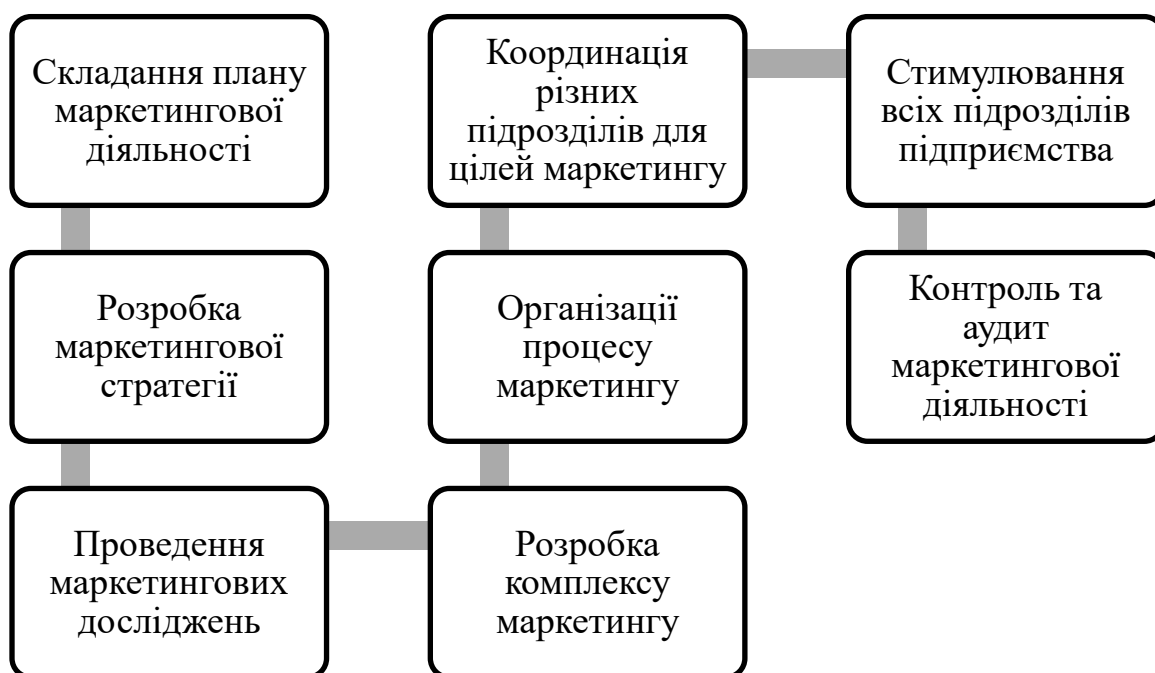 Складання плану
маркетингової
діяльності
Розробка
маркетингової
стратегії
Проведення
маркетингових
досліджень
Розробка
комплексу
маркетингу
Організації
процесу
маркетингу
Координація
різних
підрозділів для
цілей маркетингу
Стимулювання
всіх підрозділів
підприємства
Контроль та
аудит
маркетингової
діяльності